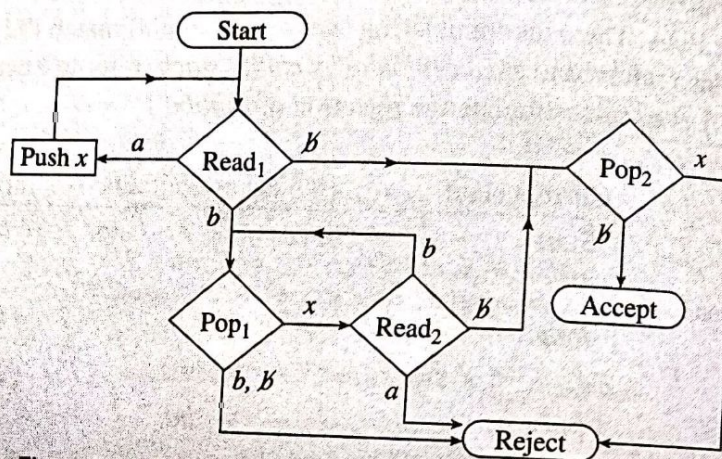 Start
Push x
a
Read₁
b̸
Pop₂
x
b
b
b̸
Pop₁
x
Read₂
b̸
Accept
b, b̸
a
Reject